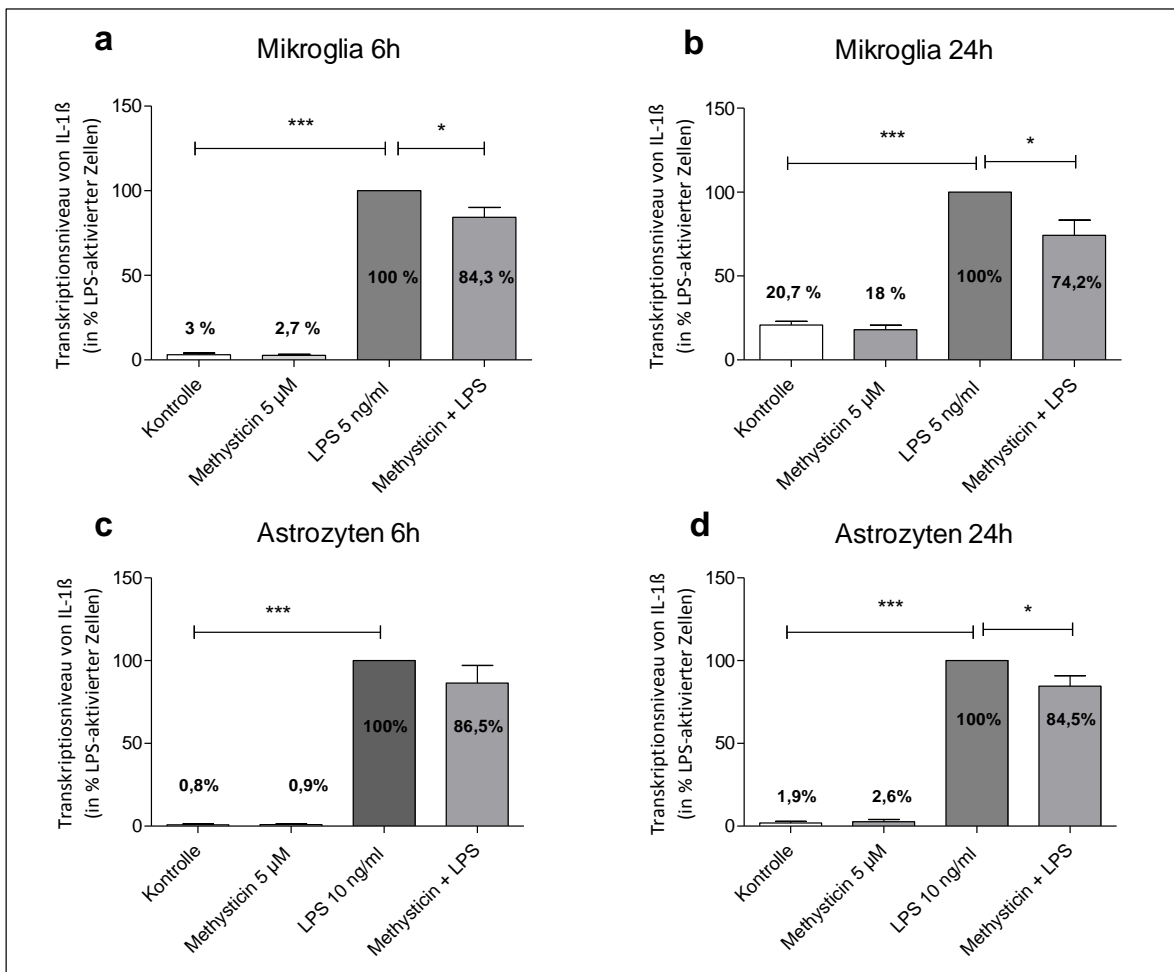 a
Mikroglia 6h
Transkriptionsniveau von IL-1ß
(in % LPS-aktivierter Zellen)
150
100
50
0
***
*
3 %
2,7 %
100 %
84,3 %
Kontrolle
Methysticin 5 µM
LPS 5 ng/ml
Methysticin + LPS
b
Mikroglia 24h
Transkriptionsniveau von IL-1ß
(in % LPS-aktivierter Zellen)
150
100
50
0
***
*
20,7 %
18 %
100%
74,2%
Kontrolle
Methysticin 5 µM
LPS 5 ng/ml
Methysticin + LPS
c
Astrozyten 6h
Transkriptiosniveau von IL-1ß
(in % LPS-aktivierter Zellen)
150
100
50
0
***
0,8%
0,9%
100%
86,5%
Kontrolle
Methysticin 5 µM
LPS 10 ng/ml
Methysticin + LPS
d
Astrozyten 24h
Transkriptionsniveau von IL-1ß
(in % LPS-aktivierter Zellen)
150
100
50
0
***
*
1,9%
2,6%
100%
84,5%
Kontrolle
Methysticin 5 µM
LPS 10 ng/ml
Methysticin + LPS